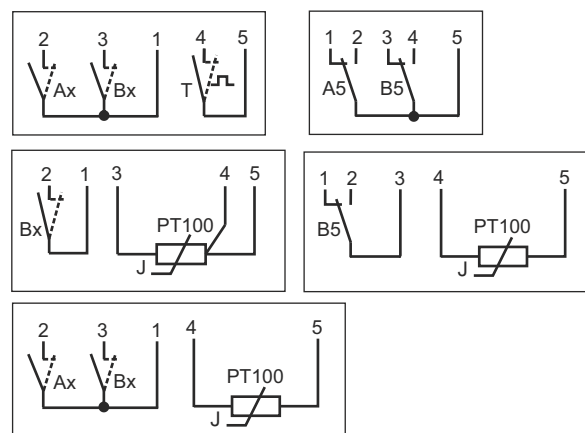 2 3 1 4 5
Ax Bx T
1 2 3 4 5
A5 B5
2 1 3 4 5
Bx PT100
J
1 2 3 4 5
B5 PT100
J
2 3 1 4 5
Ax Bx PT100
J